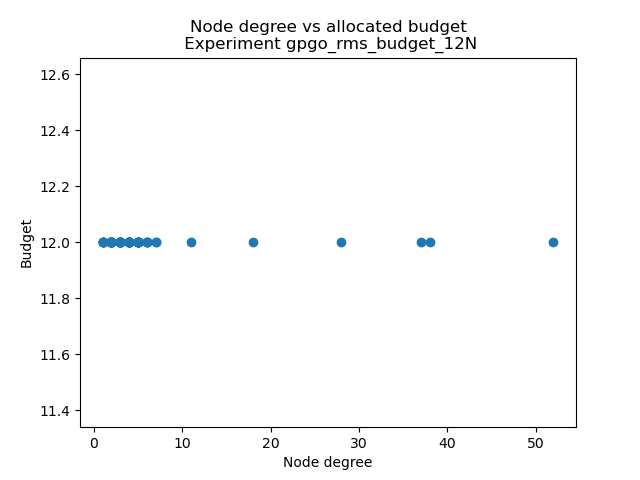 Node degree vs allocated budget
Experiment gpgo_rms_budget_12N
12.6
12.4
12.2
12.0
11.8
11.6
11.4
Budget
0 10 20 30 40 50
Node degree